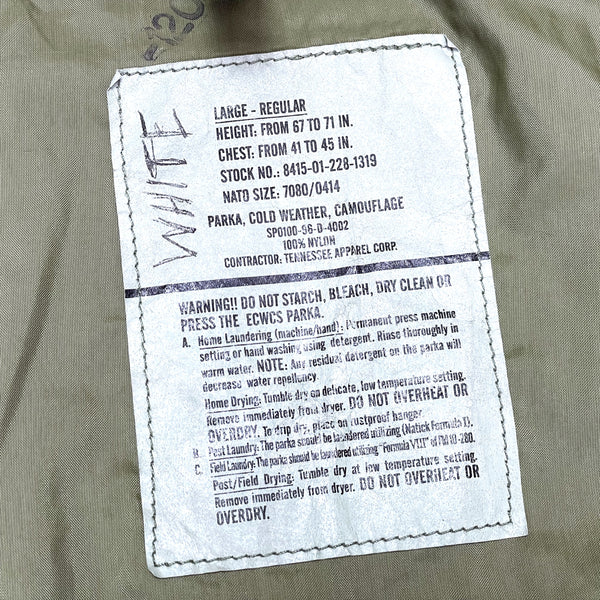 WHITE
LARGE - REGULAR
HEIGHT: FROM 67 TO 71 IN.
CHEST: FROM 41 TO 45 IN.
STOCK NO.: 8415-01-228-1319
NATO SIZE: 7080/0414
PARKA, COLD WEATHER, CAMOUFLAGE
SPO100-96-D-4002
100% NYLON
CONTRACTOR: TENNESSEE APPAREL CORP.
WARNING!! DO NOT STARCH, BLEACH, DRY CLEAN OR
PRESS THE ECWCS PARKA.
A. Home Laundering (machine/hand): Permanent press machine
setting or hand washing using detergent. Rinse thoroughly in
warm water. NOTE: Any residual detergent on the parka will
decrease water repellency.
Home Drying: Tumble dry on delicate, low temperature setting.
Remove immediately from dryer. DO NOT OVERHEAT OR
OVERDRY. To drip dry, place on rustproof hanger.
B. Post Laundry: The parka should be laundered utilizing (Natick Formula I).
C. Field Laundry: The parka should be laundered utilizing "Formula VIII" of TM 10-280.
Post/Field Drying: Tumble dry at low temperature setting.
Remove immediately from dryer. DO NOT OVERHEAT OR
OVERDRY.